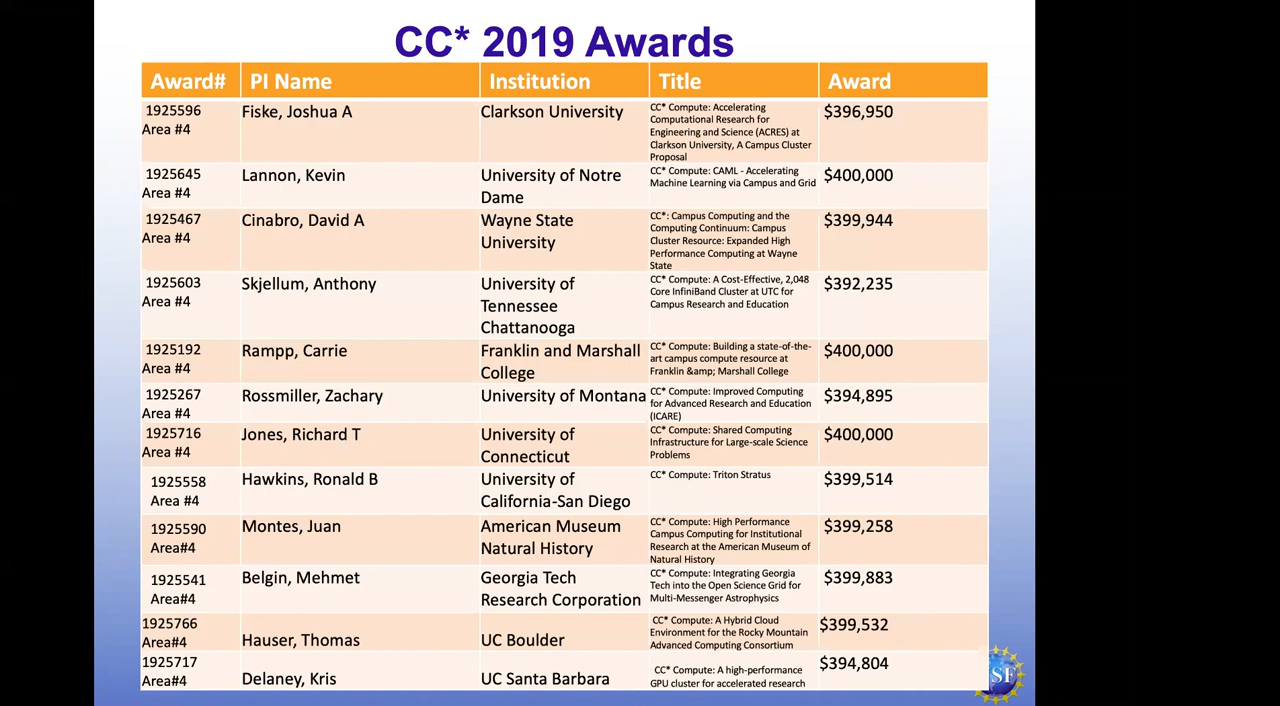 CC* 2019 Awards
Award# PI Name Institution Title Award
1925596
Area #4
Fiske, Joshua A
Clarkson University
CC* Compute: Accelerating
Computational Research for
Engineering and Science (ACRES) at
Clarkson University, A Campus Cluster
Proposal
$396,950
1925645
Area #4
Lannon, Kevin
University of Notre
Dame
CC* Compute: CAML - Accelerating
Machine Learning via Campus and Grid
$400,000
1925467
Area #4
Cinabro, David A
Wayne State
University
CC*: Campus Computing and the
Computing Continuum: Campus
Cluster Resource: Expanded High
Performance Computing at Wayne
State
$399,944
1925603
Area #4
Skjellum, Anthony
University of
Tennessee
Chattanooga
CC* Compute: A Cost-Effective, 2,048
Core InfiniBand Cluster at UTC for
Campus Research and Education
$392,235
1925192
Area #4
Rampp, Carrie
Franklin and Marshall
College
CC* Compute: Building a state-of-the-
art campus compute resource at
Franklin &amp; Marshall College
$400,000
1925267
Area #4
Rossmiller, Zachary
University of Montana
CC* Compute: Improved Computing
for Advanced Research and Education
(ICARE)
$394,895
1925716
Area #4
Jones, Richard T
University of
Connecticut
CC* Compute: Shared Computing
Infrastructure for Large-scale Science
Problems
$400,000
1925558
Area #4
Hawkins, Ronald B
University of
California-San Diego
CC* Compute: Triton Stratus
$399,514
1925590
Area#4
Montes, Juan
American Museum
Natural History
CC* Compute: High Performance
Campus Computing for Institutional
Research at the American Museum of
Natural History
$399,258
1925541
Area#4
Belgin, Mehmet
Georgia Tech
Research Corporation
CC* Compute: Integrating Georgia
Tech into the Open Science Grid for
Multi-Messenger Astrophysics
$399,883
1925766
Area#4
Hauser, Thomas
UC Boulder
CC* Compute: A Hybrid Cloud
Environment for the Rocky Mountain
Advanced Computing Consortium
$399,532
1925717
Area#4
Delaney, Kris
UC Santa Barbara
CC* Compute: A high-performance
GPU cluster for accelerated research
$394,804
SF